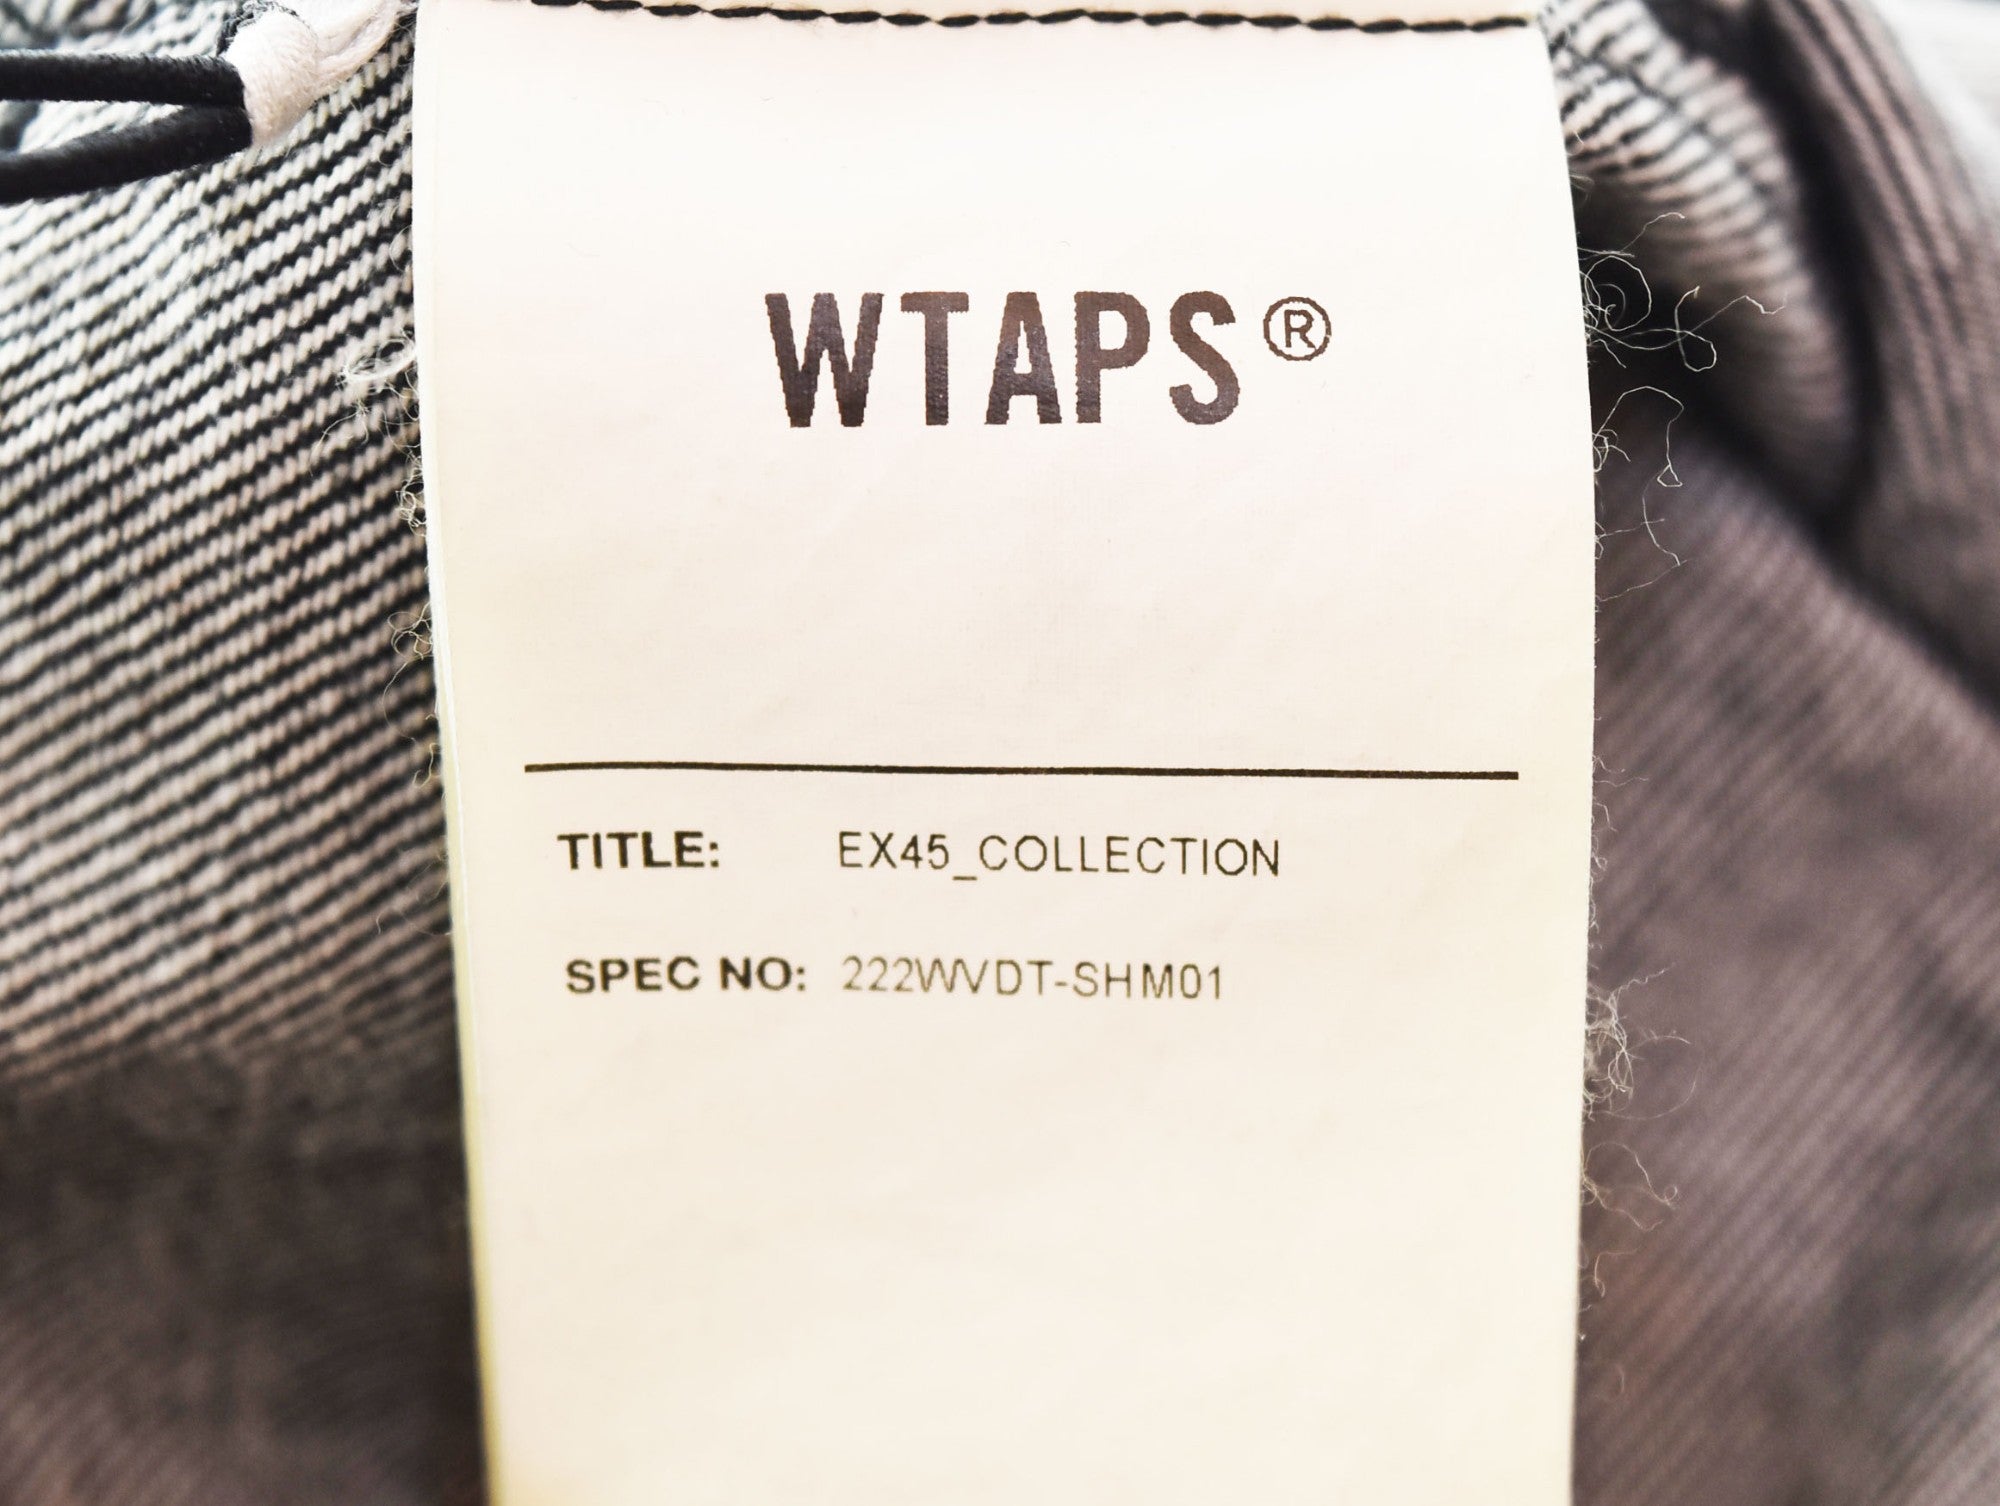 WTAPS®
TITLE: EX45_COLLECTION
SPEC NO: 222WVDT-SHM01